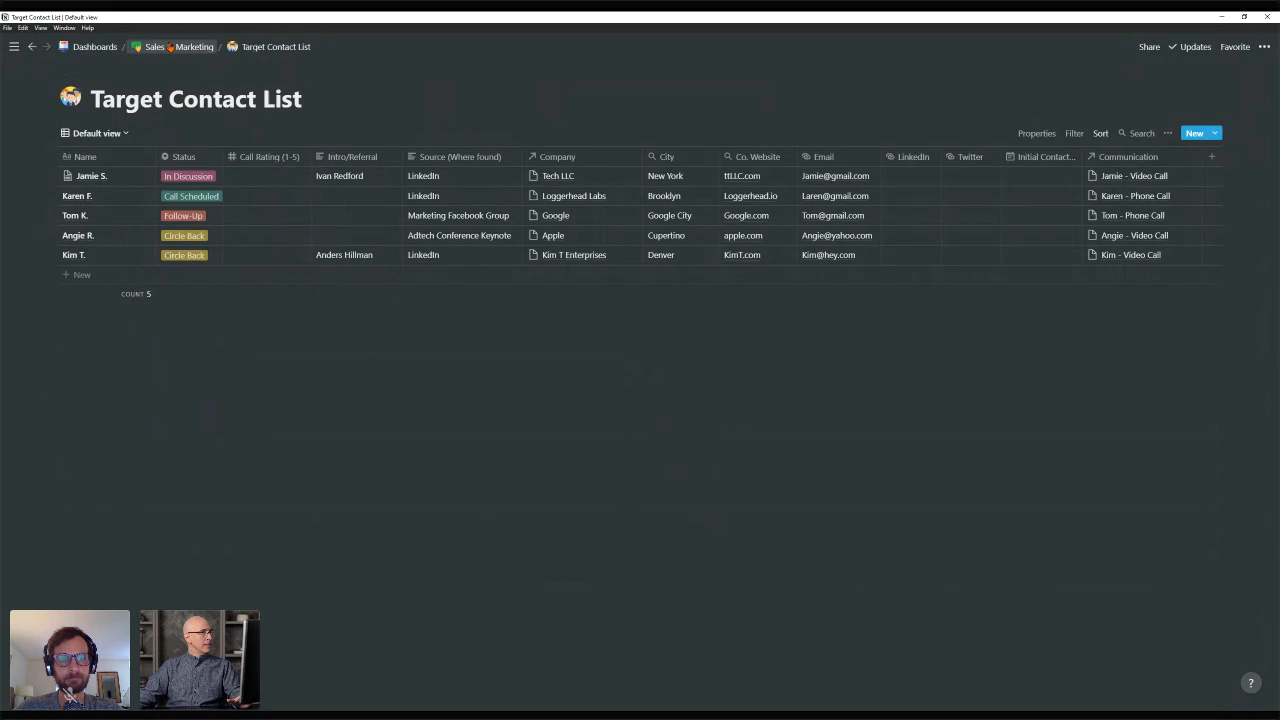 Target Contact List | Default view
File Edit View Window Help
Dashboards / Sales Marketing / Target Contact List Share Updates Favorite
Target Contact List
Default view Properties Filter Sort Search New
Name Status Call Rating (1-5) Intro/Referral Source (Where found) Company City Co. Website Email LinkedIn Twitter Initial Contact... Communication
Jamie S. In Discussion Ivan Redford LinkedIn Tech LLC New York ttLLC.com Jamie@gmail.com Jamie - Video Call
Karen F. Call Scheduled LinkedIn Loggerhead Labs Brooklyn Loggerhead.io Laren@gmail.com Karen - Phone Call
Tom K. Follow-Up Marketing Facebook Group Google Google City Google.com Tom@gmail.com Tom - Phone Call
Angie R. Circle Back Adtech Conference Keynote Apple Cupertino apple.com Angie@yahoo.com Angie - Video Call
Kim T. Circle Back Anders Hillman LinkedIn Kim T Enterprises Denver KimT.com Kim@hey.com Kim - Video Call
+ New
COUNT 5
?